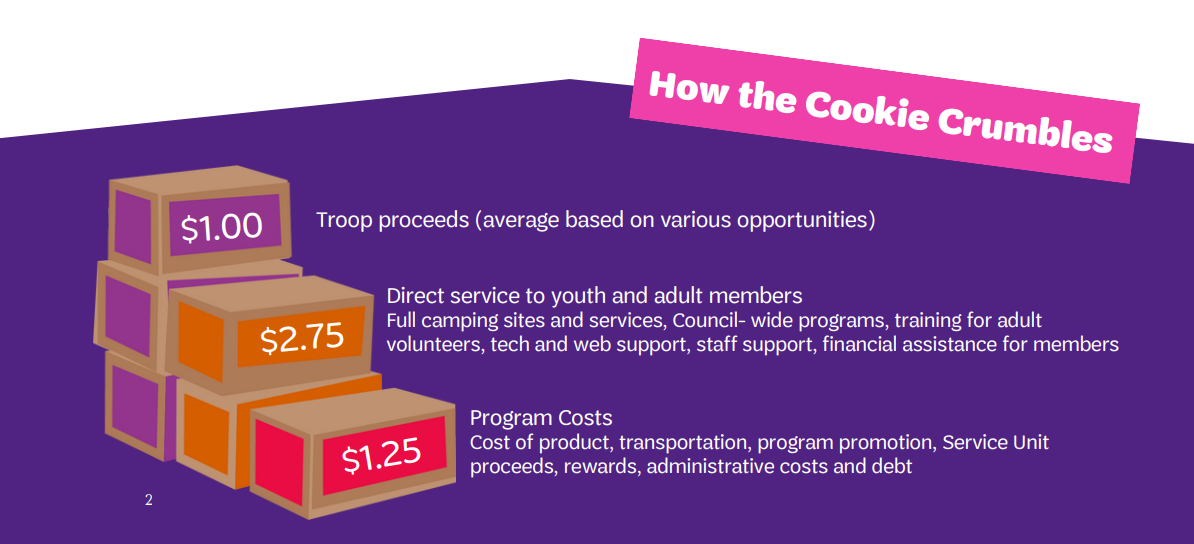 How the Cookie Crumbles
$1.00
Troop proceeds (average based on various opportunities)
$2.75
Direct service to youth and adult members
Full camping sites and services, Council- wide programs, training for adult
volunteers, tech and web support, staff support, financial assistance for members
$1.25
Program Costs
Cost of product, transportation, program promotion, Service Unit
proceeds, rewards, administrative costs and debt
2